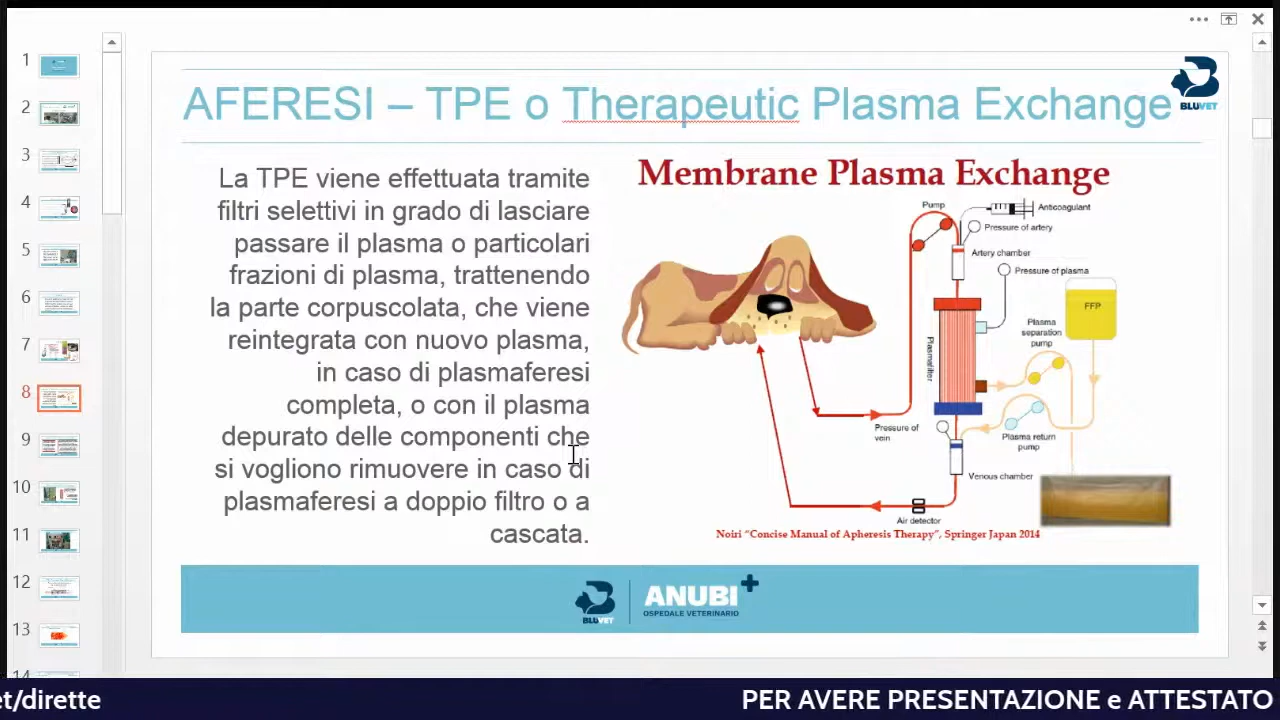 1
2
3
4
5
6
7
8
9
10
11
12
13
14
AFERESI – TPE o Therapeutic Plasma Exchange
BLUVET
La TPE viene effettuata tramite
filtri selettivi in grado di lasciare
passare il plasma o particolari
frazioni di plasma, trattenendo
la parte corpuscolata, che viene
reintegrata con nuovo plasma,
in caso di plasmaferesi
completa, o con il plasma
depurato delle componenti che
si vogliono rimuovere in caso di
plasmaferesi a doppio filtro o a
cascata.
Membrane Plasma Exchange
Pump
Anticoagulant
Pressure of artery
Artery chamber
Pressure of plasma
FFP
Plasma
separation
pump
Plasmafilter
Pressure of
vein
Plasma return
pump
Venous chamber
Air detector
Noiri “Concise Manual of Apheresis Therapy”, Springer Japan 2014
BLUVET
ANUBI
OSPEDALE VETERINARIO
et/dirette
PER AVERE PRESENTAZIONE e ATTESTATO